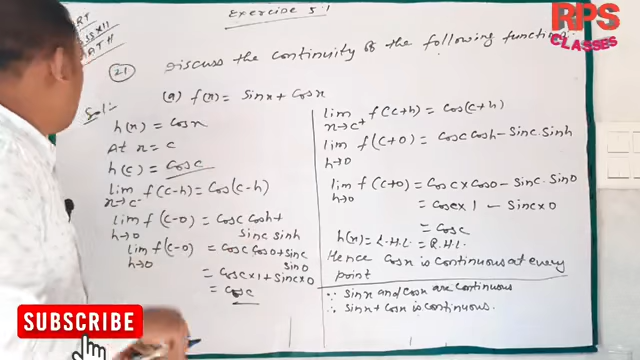 Exercise 5.1
RPS
CLASSES
MATH
21 Discuss the continuity of the following function:
(a) f(x) = Sinx + Cosx
Sol:-
h(x) = Cosx
At x = c
h(c) = Cosc
lim f(c-h) = Cos(c-h)
x→c⁻
lim f(c-0) = Cosc Cosh +
h→0 Sinc sinh
lim f(c-0) = Cosc Cos0 + Sinc
h→0 Sin0
= Cosc×1 + Sinc×0
= Cosc
lim f(c+h) = Cos(c+h)
x→c⁺
lim f(c+0) = Cosc Cosh - Sinc. Sinh
h→0
lim f(c+0) = Cosc × Cos0 - Sinc. Sin0
h→0
= Cosc×1 - Sinc×0
= Cosc
h(x) = L.H.L = R.H.L
Hence Cosx is continuous at every
point
∵ Sinx and Cosx are continuous
∴ Sinx + Cosx is continuous.
SUBSCRIBE